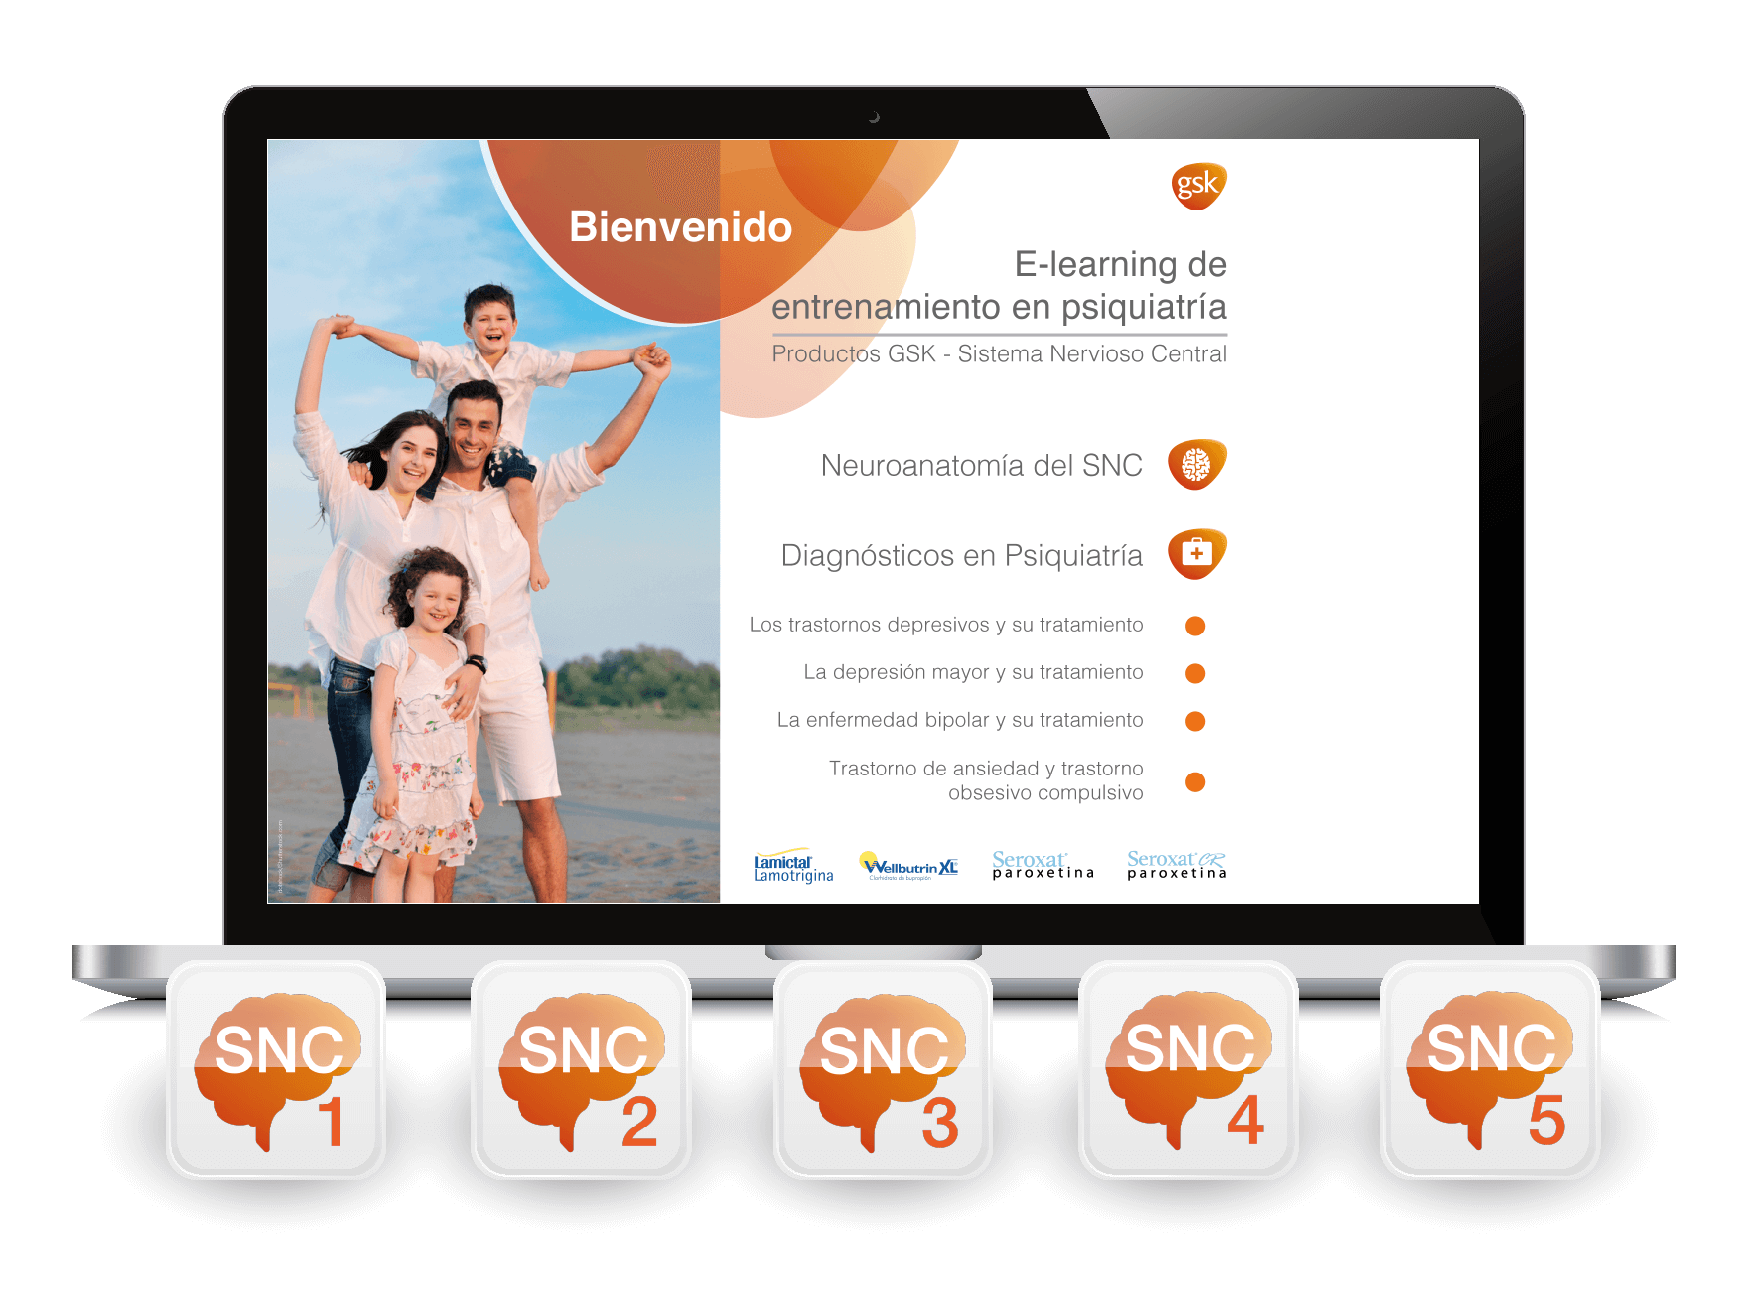 Bienvenido
gsk
E-learning de
entrenamiento en psiquiatría
Productos GSK - Sistema Nervioso Central
Neuroanatomía del SNC
Diagnósticos en Psiquiatría
Los trastornos depresivos y su tratamiento
La depresión mayor y su tratamiento
La enfermedad bipolar y su tratamiento
Trastorno de ansiedad y trastorno
obsesivo compulsivo
Lamictal
Lamotrigina
Wellbutrin XL
Clorhidrato de bupropión
Seroxat
paroxetina
Seroxat CR
paroxetina
SNC
1
SNC
2
SNC
3
SNC
4
SNC
5